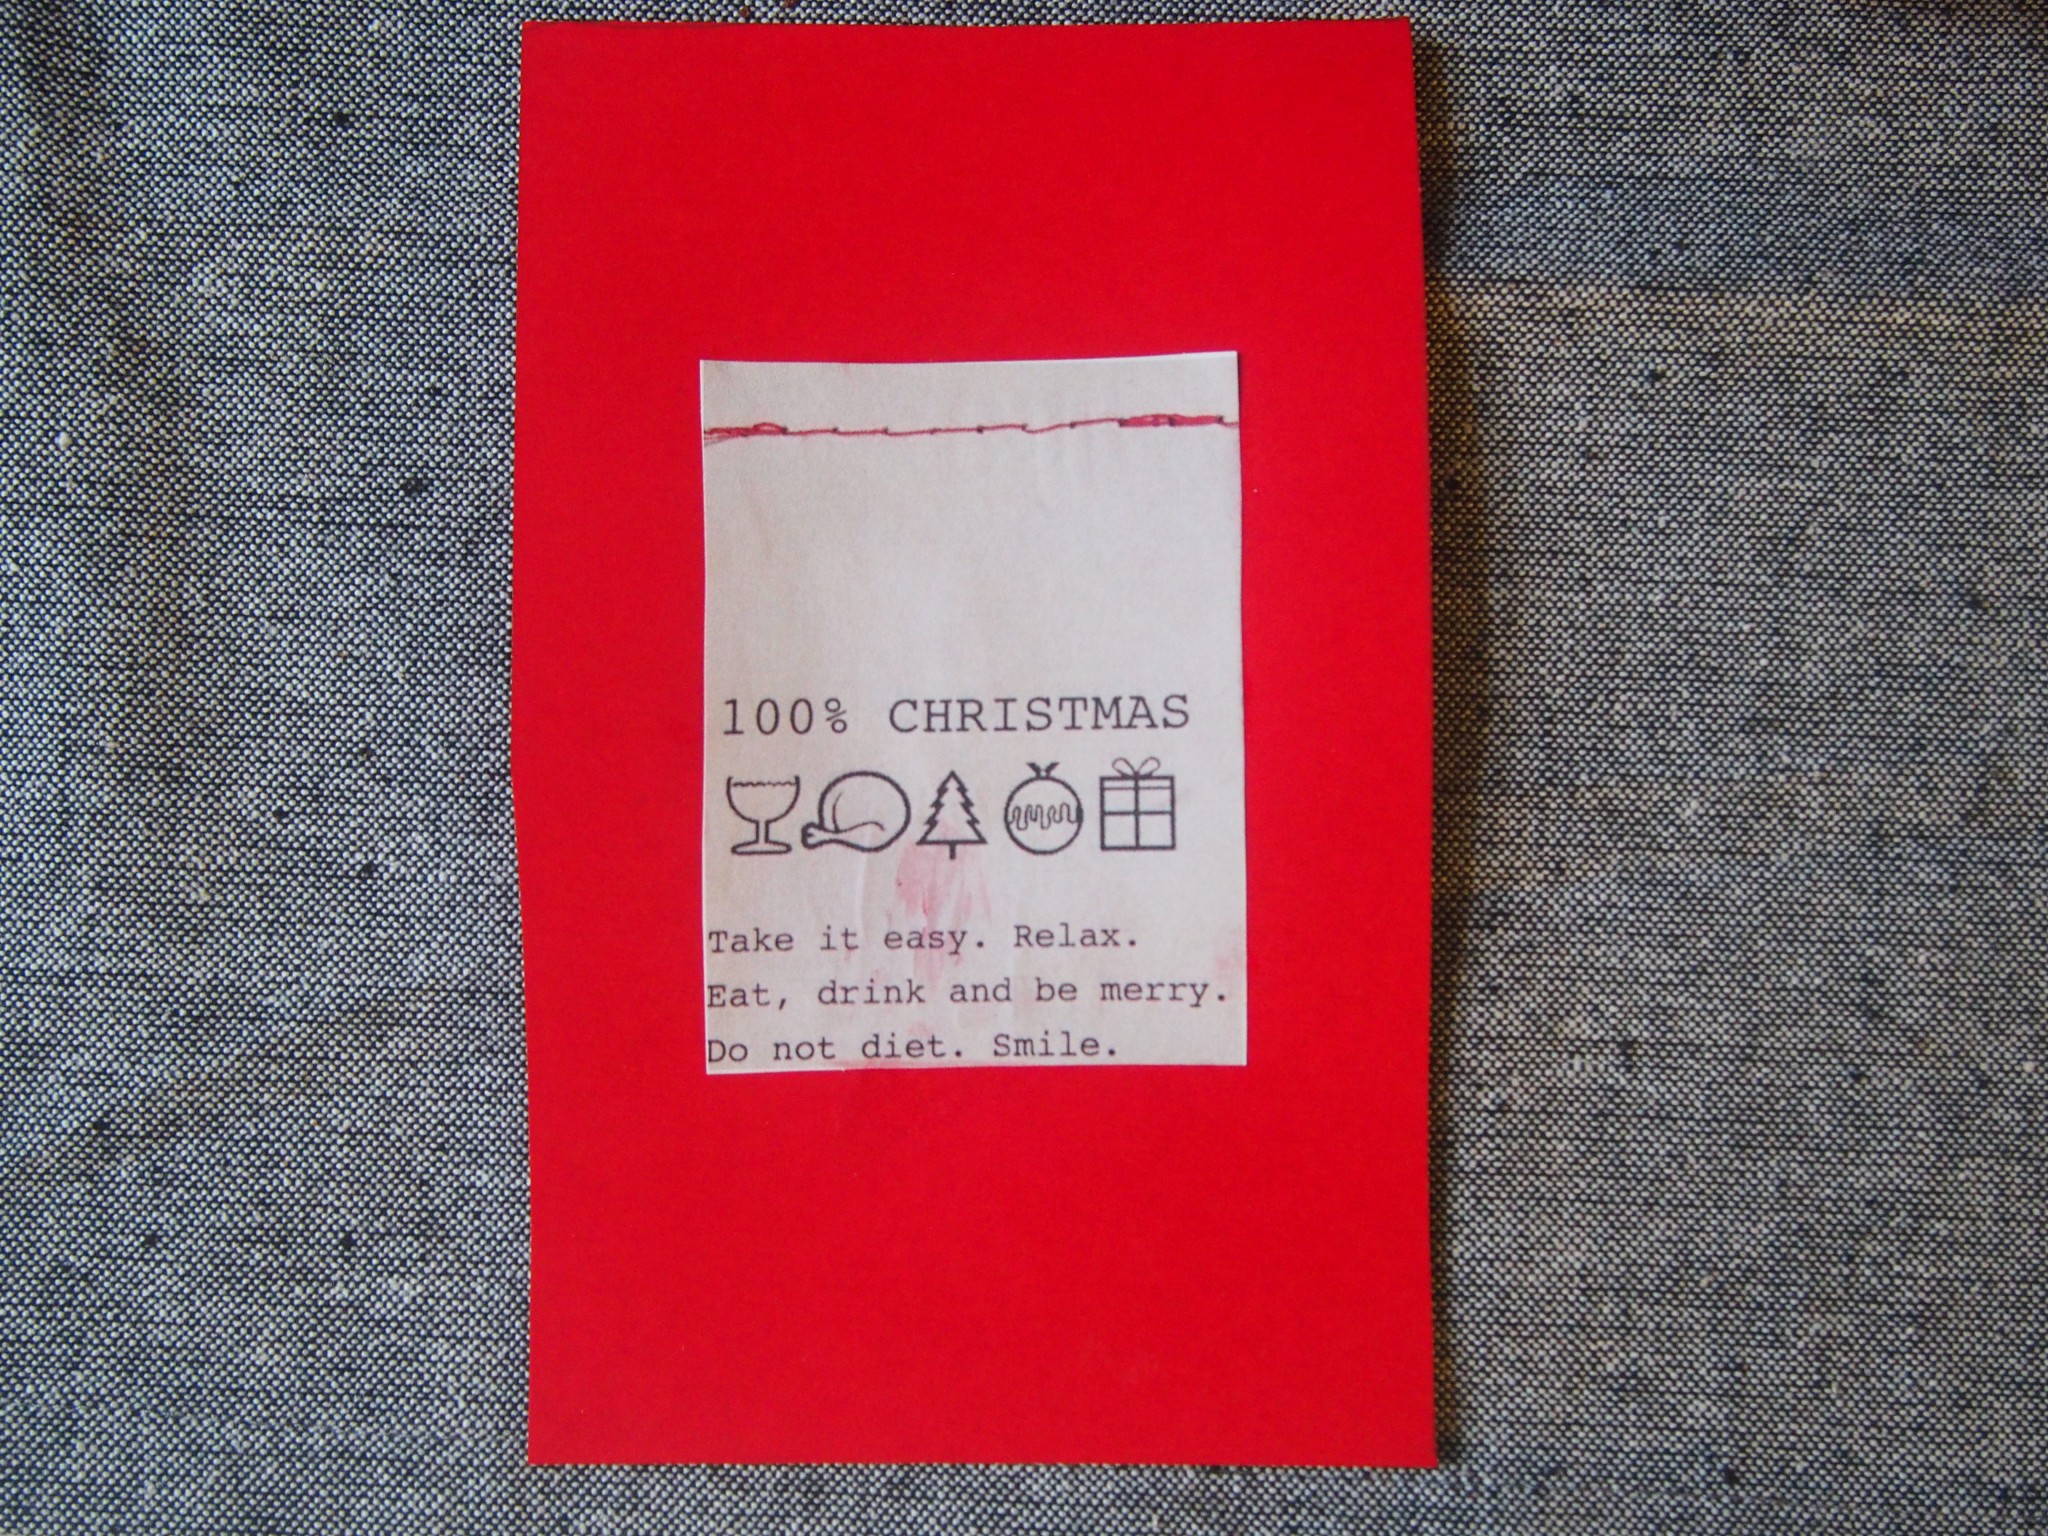 100% CHRISTMAS
Take it easy. Relax.
Eat, drink and be merry.
Do not diet. Smile.